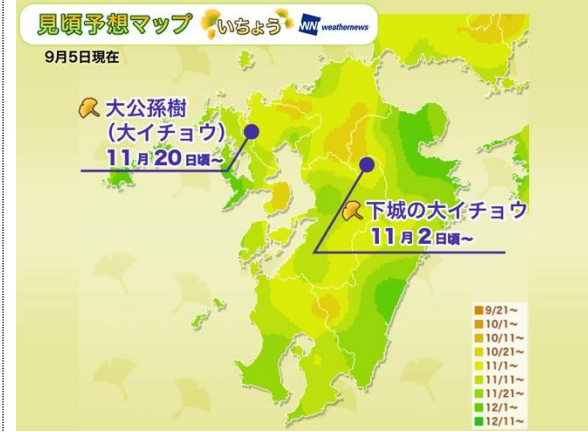 見頃予想マップ いちょう WNI weathernews
9月5日現在
大公孫樹
(大イチョウ)
11月20日頃~
下城の大イチョウ
11月2日頃~
9/21~
10/1~
10/11~
10/21~
11/1~
11/11~
11/21~
12/1~
12/11~